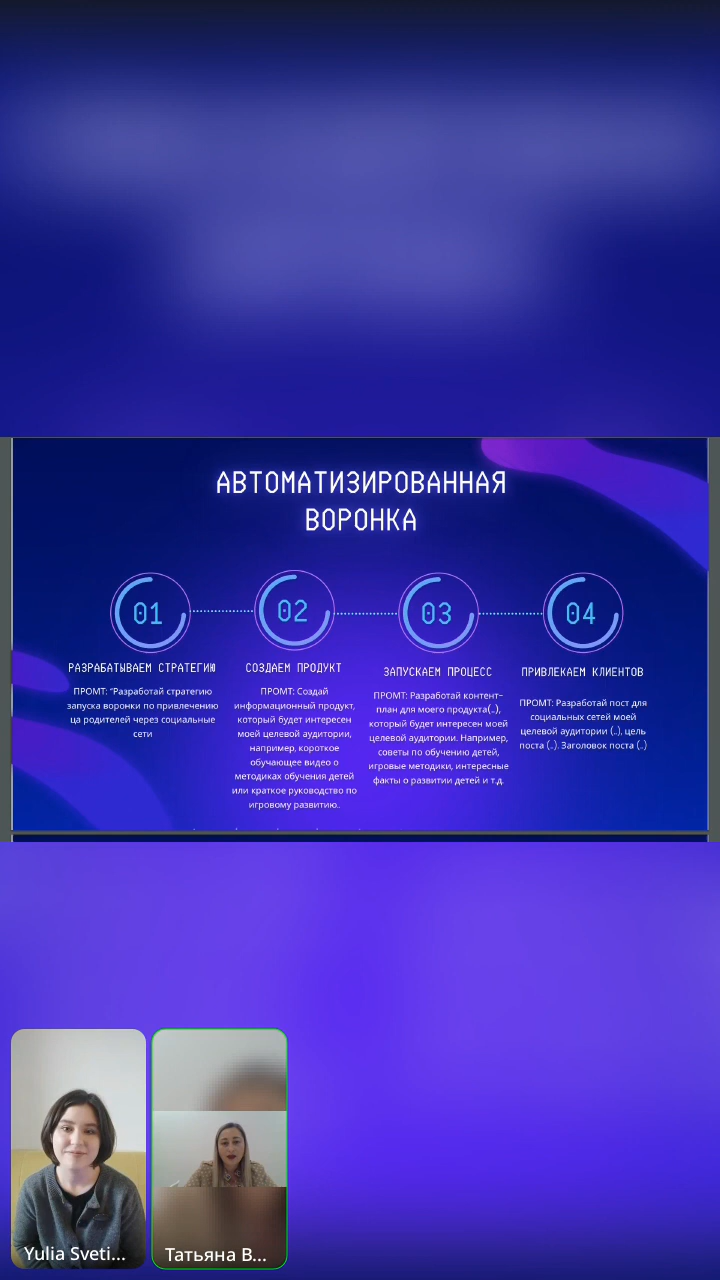 АВТОМАТИЗИРОВАННАЯ
ВОРОНКА
01
02
03
04
РАЗРАБАТЫВАЕМ СТРАТЕГИЮ
ПРОМТ: "Разработай стратегию
запуска воронки по привлечению
ца родителей через социальные
сети
СОЗДАЕМ ПРОДУКТ
ПРОМТ: Создай
информационный продукт,
который будет интересен
моей целевой аудитории,
например, короткое
обучающее видео о
методиках обучения детей
или краткое руководство по
игровому развитию..
ЗАПУСКАЕМ ПРОЦЕСС
ПРОМТ: Разработай контент-
план для моего продукта(..),
который будет интересен моей
целевой аудитории. Например,
советы по обучению детей,
игровые методики, интересные
факты о развитии детей и т.д.
ПРИВЛЕКАЕМ КЛИЕНТОВ
ПРОМТ: Разработай пост для
социальных сетей моей
целевой аудитории (..), цель
поста (..). Заголовок поста (..)
Yulia Sveti...
Татьяна В...